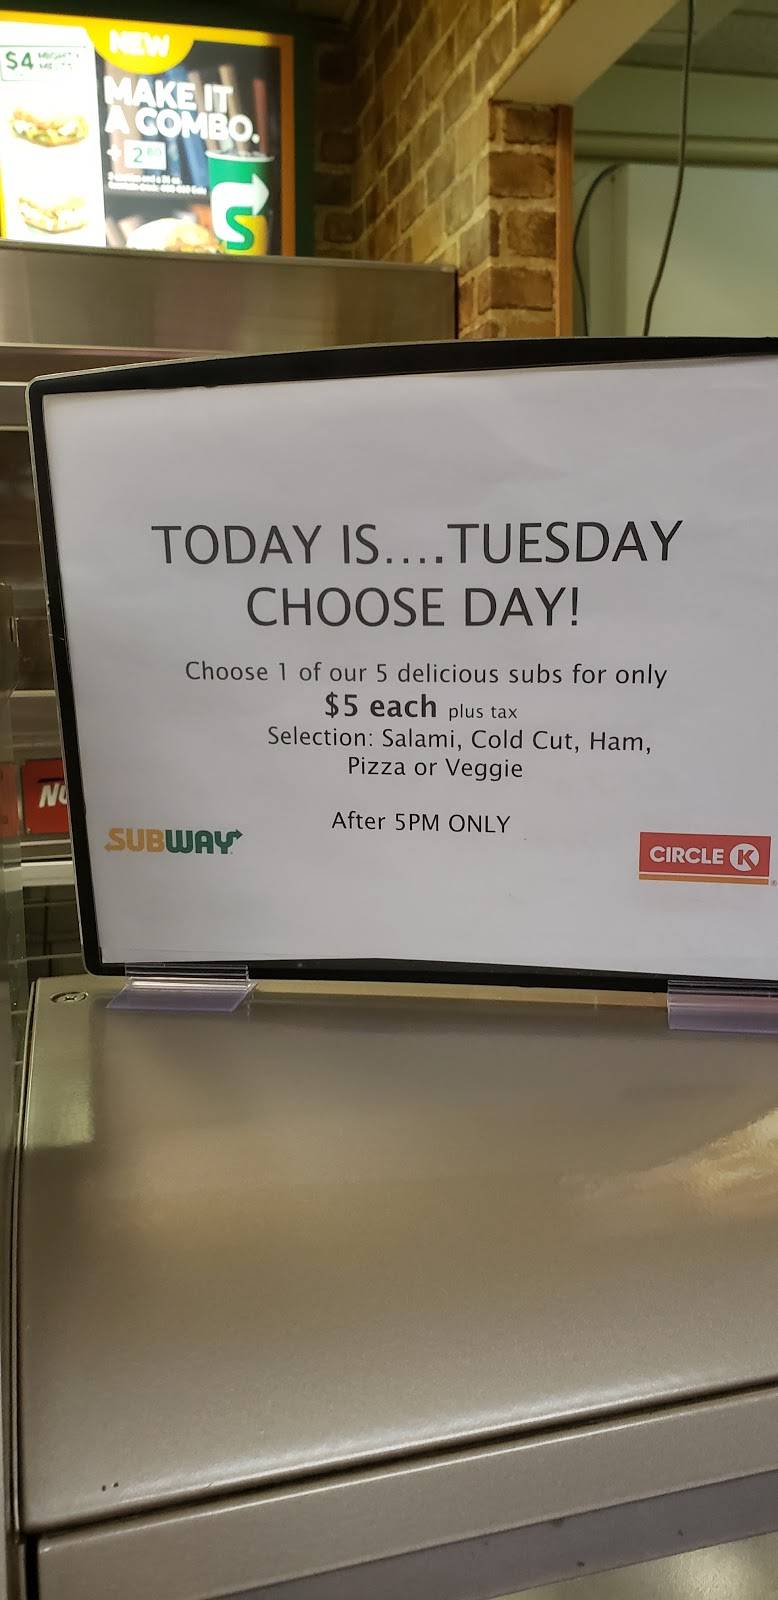 NEW
$4
MAKE IT
A COMBO.
+ 2
TODAY IS....TUESDAY
CHOOSE DAY!
Choose 1 of our 5 delicious subs for only
$5 each plus tax
Selection: Salami, Cold Cut, Ham,
Pizza or Veggie
After 5PM ONLY
SUBWAY
CIRCLE K